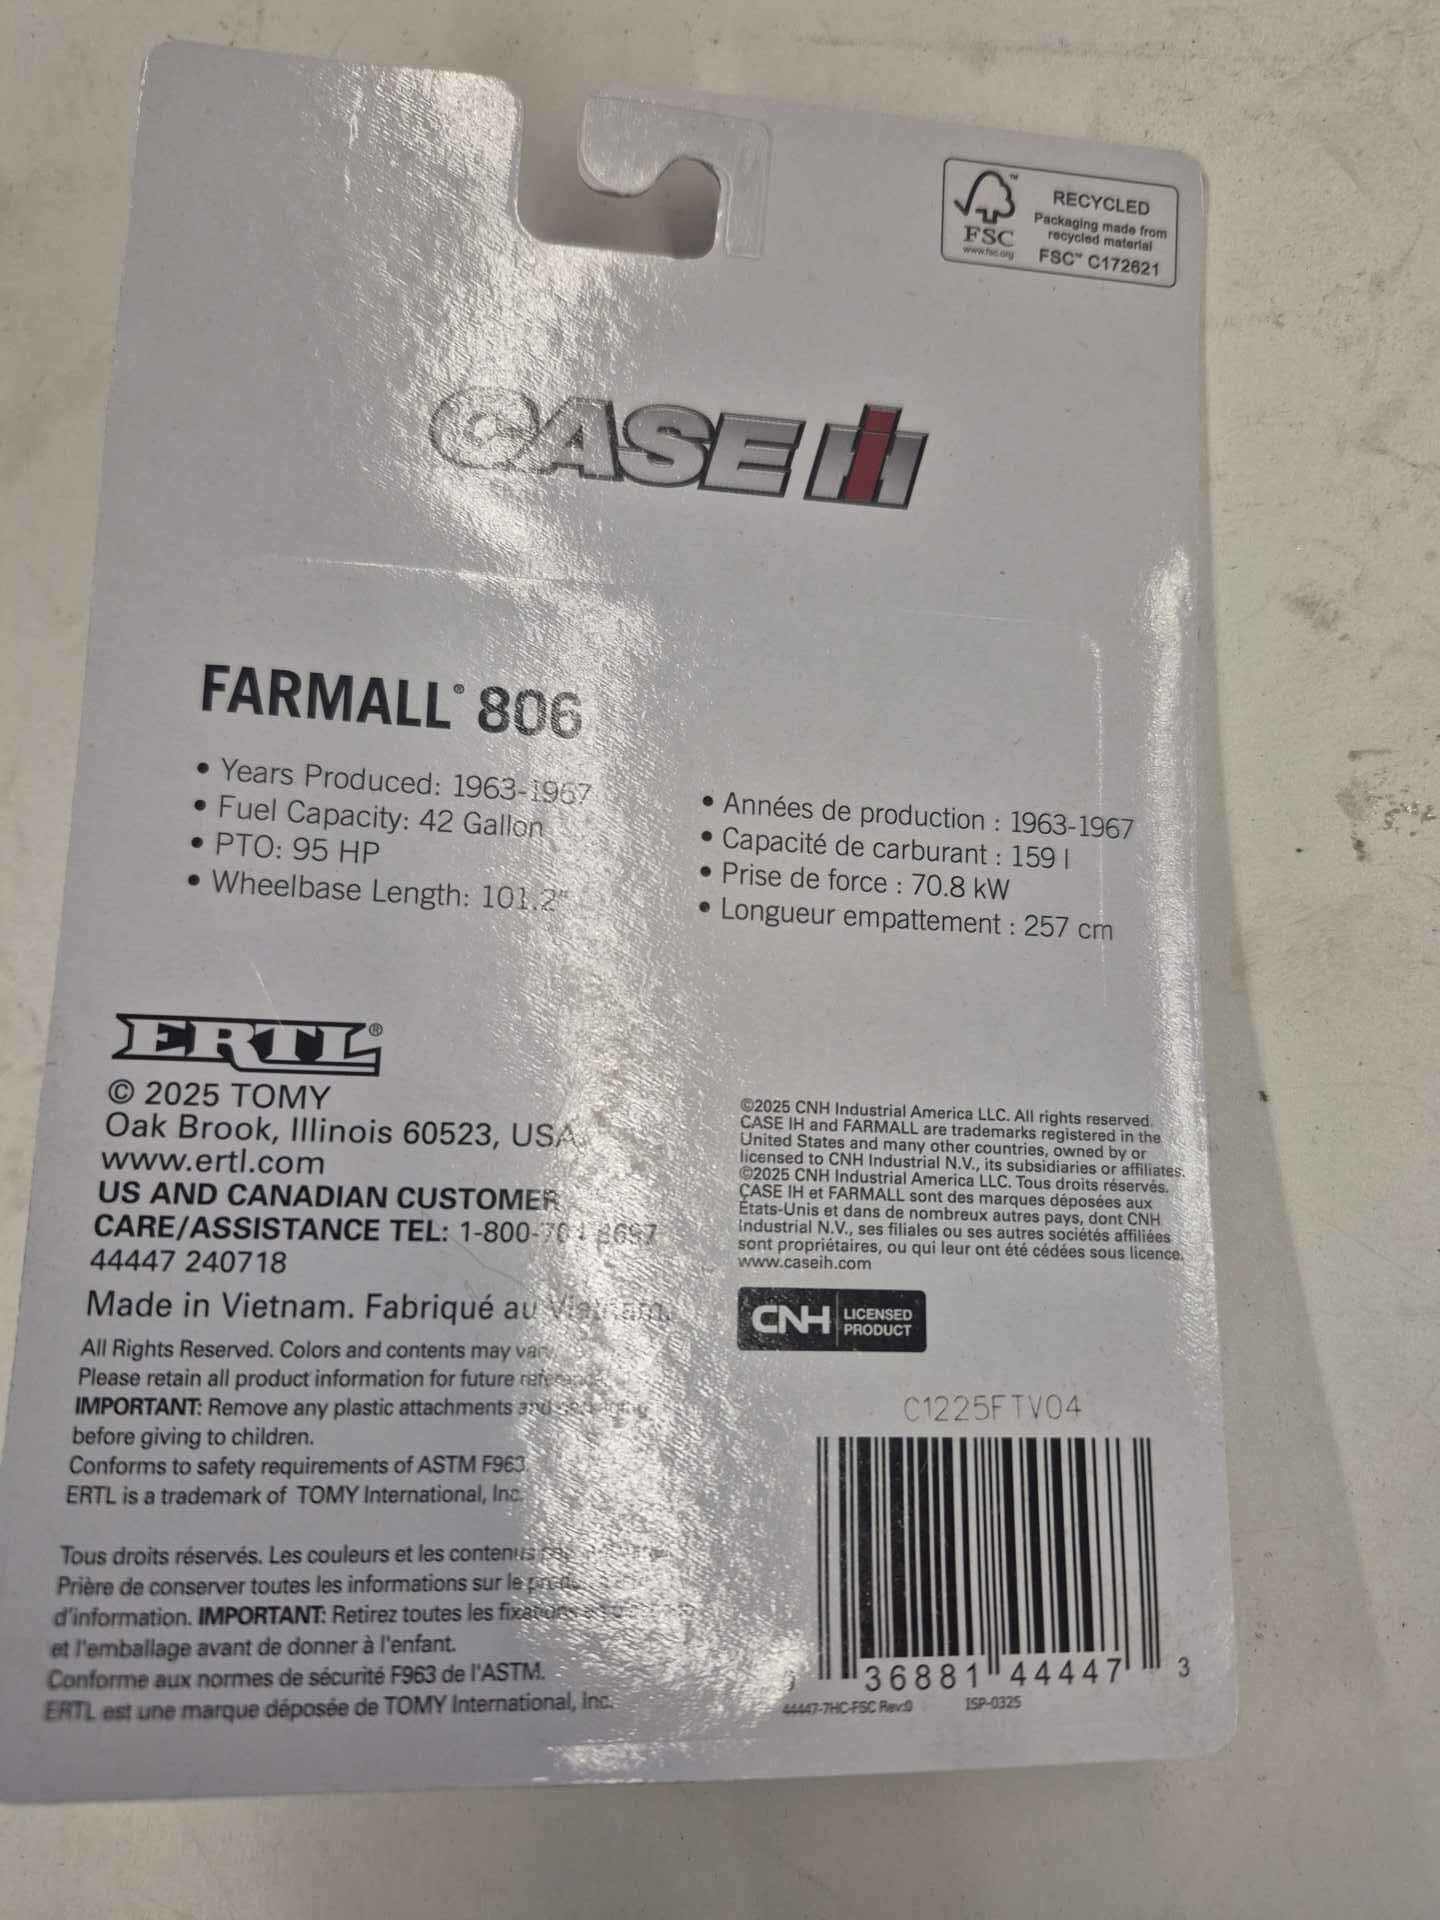 FSC™
www.fsc.org
RECYCLED
Packaging made from
recycled material
FSC™ C172621
CASE IH
FARMALL® 806
• Years Produced: 1963-1967
• Fuel Capacity: 42 Gallon
• PTO: 95 HP
• Wheelbase Length: 101.2"
• Années de production : 1963-1967
• Capacité de carburant : 159 l
• Prise de force : 70.8 kW
• Longueur empattement : 257 cm
ERTL®
© 2025 TOMY
Oak Brook, Illinois 60523, USA
www.ertl.com
US AND CANADIAN CUSTOMER
CARE/ASSISTANCE TEL: 1-800-704-8697
44447 240718
Made in Vietnam. Fabriqué au Vietnam.
All Rights Reserved. Colors and contents may vary.
Please retain all product information for future reference.
IMPORTANT: Remove any plastic attachments and packaging
before giving to children.
Conforms to safety requirements of ASTM F963.
ERTL is a trademark of TOMY International, Inc.
Tous droits réservés. Les couleurs et les contenus
Prière de conserver toutes les informations sur le produit
d'information. IMPORTANT: Retirez toutes les fixations
et l'emballage avant de donner à l'enfant.
Conforme aux normes de sécurité F963 de l'ASTM.
ERTL est une marque déposée de TOMY International, Inc.
©2025 CNH Industrial America LLC. All rights reserved.
CASE IH and FARMALL are trademarks registered in the
United States and many other countries, owned by or
licensed to CNH Industrial N.V., its subsidiaries or affiliates.
©2025 CNH Industrial America LLC. Tous droits réservés.
CASE IH et FARMALL sont des marques déposées aux
États-Unis et dans de nombreux autres pays, dont CNH
Industrial N.V., ses filiales ou ses autres sociétés affiliées
sont propriétaires, ou qui leur ont été cédées sous licence.
www.caseih.com
CNH LICENSED
PRODUCT
C1225FTV04
36881 44447 3
44447-7HC-FSC Rev:0 ISP-0325